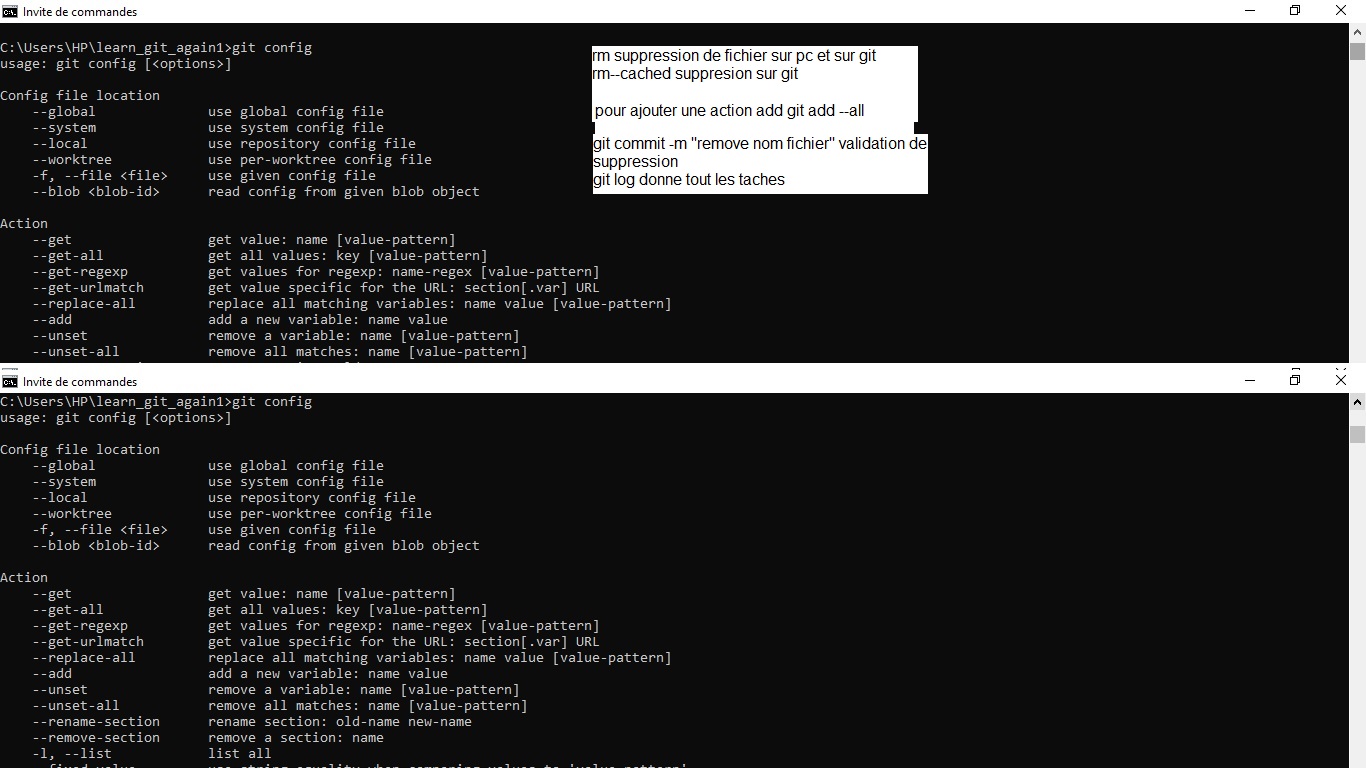 Invite de commandes
C:\Users\HP\learn_git_again1>git config
usage: git config [<options>]
Config file location
--global use global config file
--system use system config file
--local use repository config file
--worktree use per-worktree config file
-f, --file <file> use given config file
--blob <blob-id> read config from given blob object
rm suppression de fichier sur pc et sur git
rm--cached suppresion sur git
pour ajouter une action add git add --all
git commit -m "remove nom fichier" validation de
suppression
git log donne tout les taches
Action
--get get value: name [value-pattern]
--get-all get all values: key [value-pattern]
--get-regexp get values for regexp: name-regex [value-pattern]
--get-urlmatch get value specific for the URL: section[.var] URL
--replace-all replace all matching variables: name value [value-pattern]
--add add a new variable: name value
--unset remove a variable: name [value-pattern]
--unset-all remove all matches: name [value-pattern]
Invite de commandes
C:\Users\HP\learn_git_again1>git config
usage: git config [<options>]
Config file location
--global use global config file
--system use system config file
--local use repository config file
--worktree use per-worktree config file
-f, --file <file> use given config file
--blob <blob-id> read config from given blob object
Action
--get get value: name [value-pattern]
--get-all get all values: key [value-pattern]
--get-regexp get values for regexp: name-regex [value-pattern]
--get-urlmatch get value specific for the URL: section[.var] URL
--replace-all replace all matching variables: name value [value-pattern]
--add add a new variable: name value
--unset remove a variable: name [value-pattern]
--unset-all remove all matches: name [value-pattern]
--rename-section rename section: old-name new-name
--remove-section remove a section: name
-l, --list list all